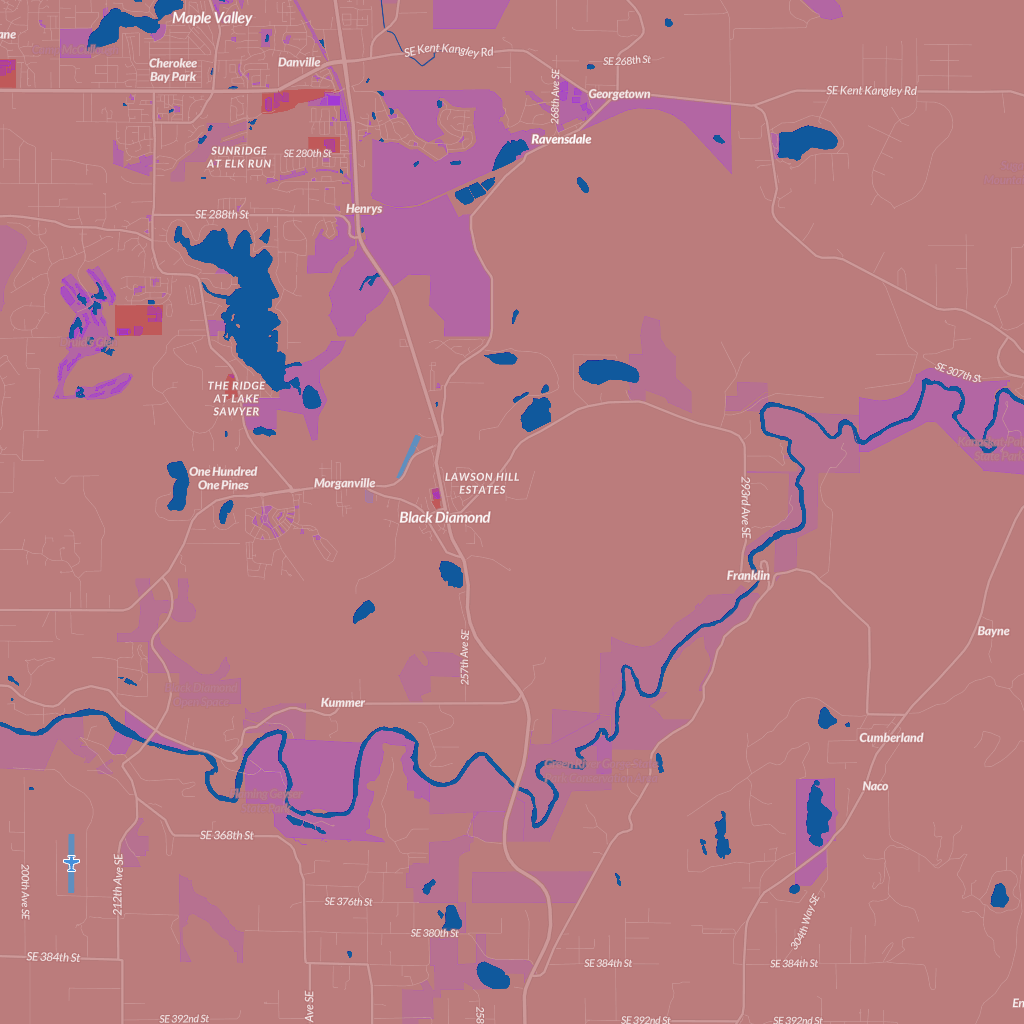 Maple Valley
SE Kent Kangley Rd
Cherokee
Bay Park
Danville
SE 268th St
268th Ave SE
Georgetown
SE Kent Kangley Rd
Ravensdale
SUNRIDGE
AT ELK RUN
SE 280th St
Henrys
SE 288th St
SE 307th St
THE RIDGE
AT LAKE
SAWYER
One Hundred
One Pines
Morganville
LAWSON HILL
ESTATES
Black Diamond
293rd Ave SE
Franklin
Bayne
257th Ave SE
Kummer
Cumberland
Naco
SE 368th St
200th Ave SE
212th Ave SE
SE 376th St
304th Way SE
SE 380th St
SE 384th St
SE 384th St
SE 384th St
Ave SE
258
SE 392nd St
SE 392nd St
SE 392nd St
En